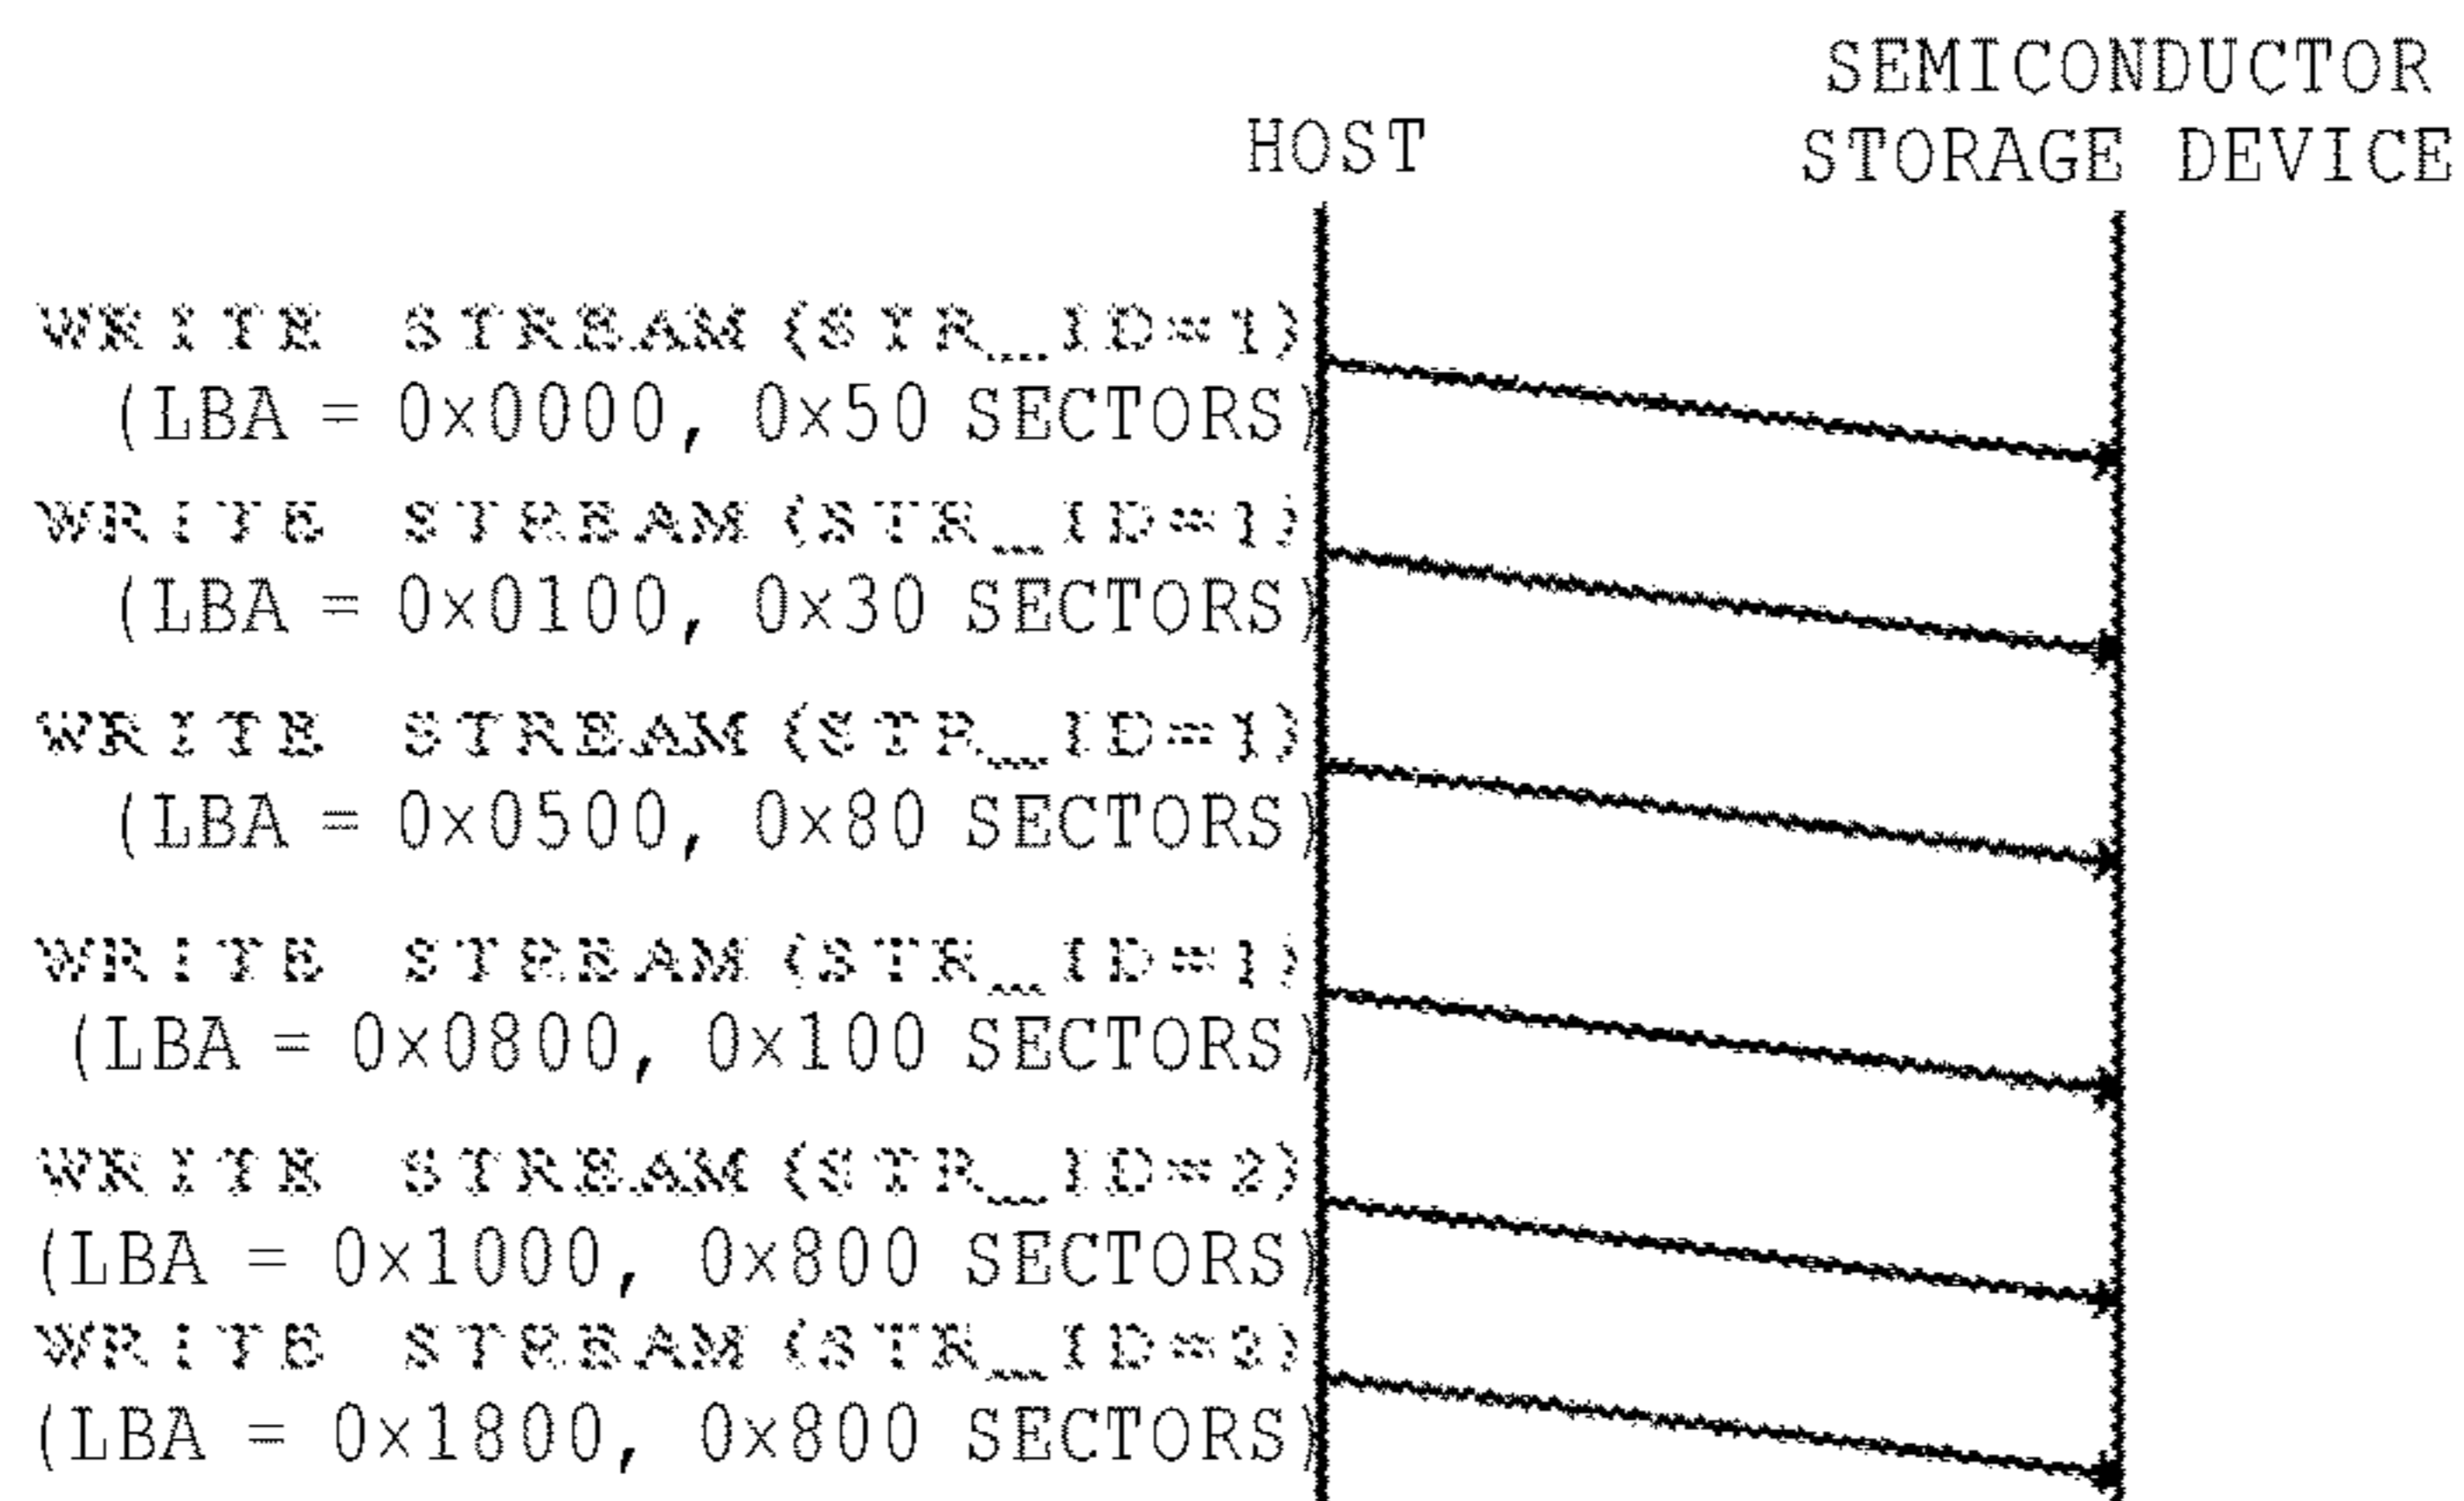 SEMICONDUCTOR
HOST STORAGE DEVICE
WRITE STREAM(STR_ID=1)
(LBA = 0×0000, 0×50 SECTORS)
WRITE STREAM(STR_ID=1)
(LBA = 0×0100, 0×30 SECTORS)
WRITE STREAM(STR_ID=1)
(LBA = 0×0500, 0×80 SECTORS)
WRITE STREAM(STR_ID=1)
(LBA = 0×0800, 0×100 SECTORS)
WRITE STREAM(STR_ID=2)
(LBA = 0×1000, 0×800 SECTORS)
WRITE
(LBA = 0×1800, 0×800 SECTORS)